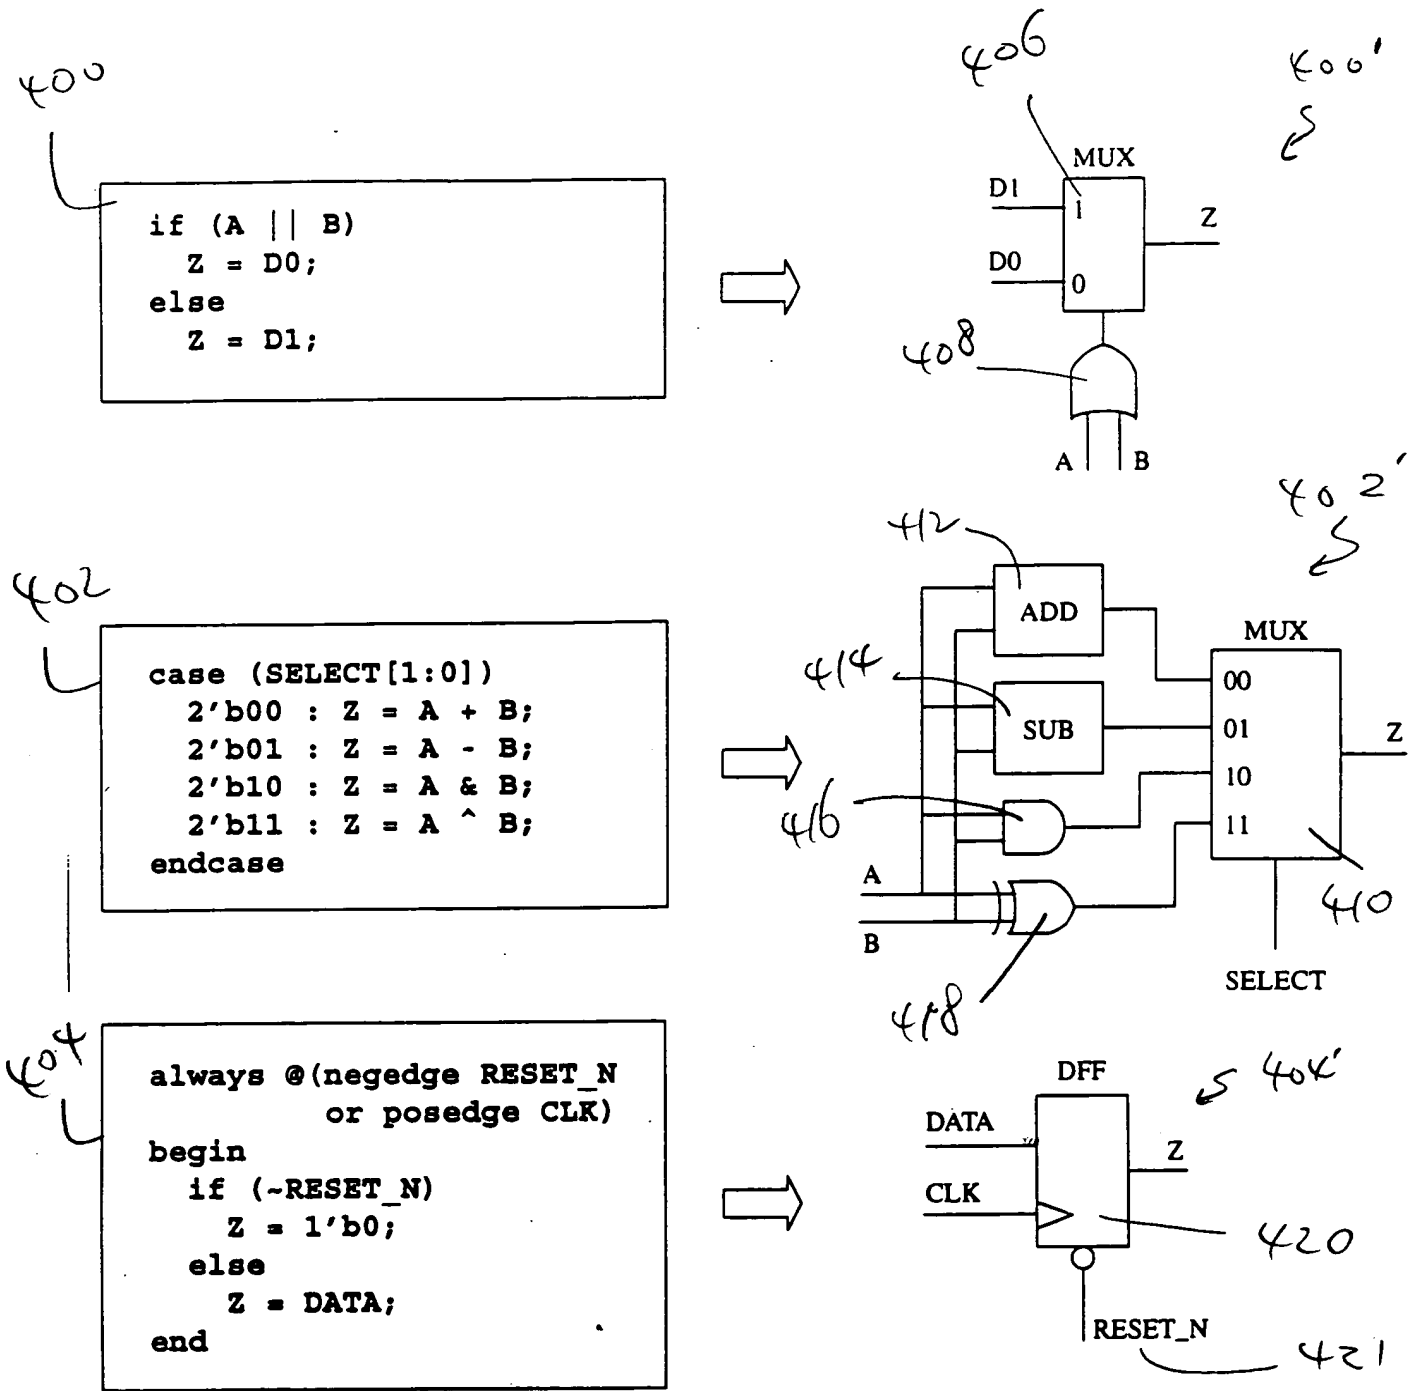 400
if (A || B)
  Z = D0;
else
  Z = D1;
406
400'
MUX
D1
1
Z
D0
0
408
A
B
402
case (SELECT[1:0])
  2'b00 : Z = A + B;
  2'b01 : Z = A - B;
  2'b10 : Z = A & B;
  2'b11 : Z = A ^ B;
endcase
402'
412
ADD
MUX
414
00
SUB
01
Z
10
416
11
A
410
B
SELECT
418
404
always @(negedge RESET_N
         or posedge CLK)
begin
  if (~RESET_N)
    Z = 1'b0;
  else
    Z = DATA;
end
DFF
404'
DATA
Z
CLK
420
RESET_N
421